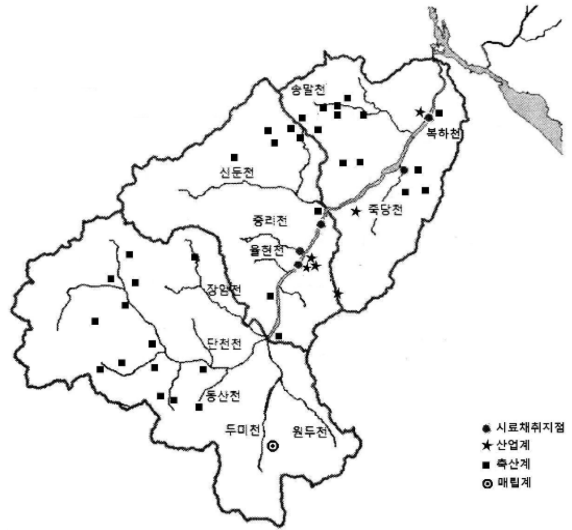 송말천
복하천
신둔천
죽당천
중리천
율현천
장암천
단천천
동산천
두미천
원두천
시료채취지점
산업계
축산계
매립계